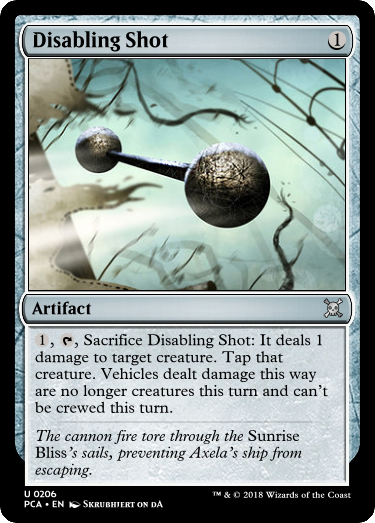 Disabling Shot 1
Artifact
1, , Sacrifice Disabling Shot: It deals 1
damage to target creature. Tap that
creature. Vehicles dealt damage this way
are no longer creatures this turn and can't
be crewed this turn.
The cannon fire tore through the Sunrise
Bliss's sails, preventing Axela's ship from
escaping.
U 0206
PCA • EN Skrubhjert on dA
™ & © 2018 Wizards of the Coast